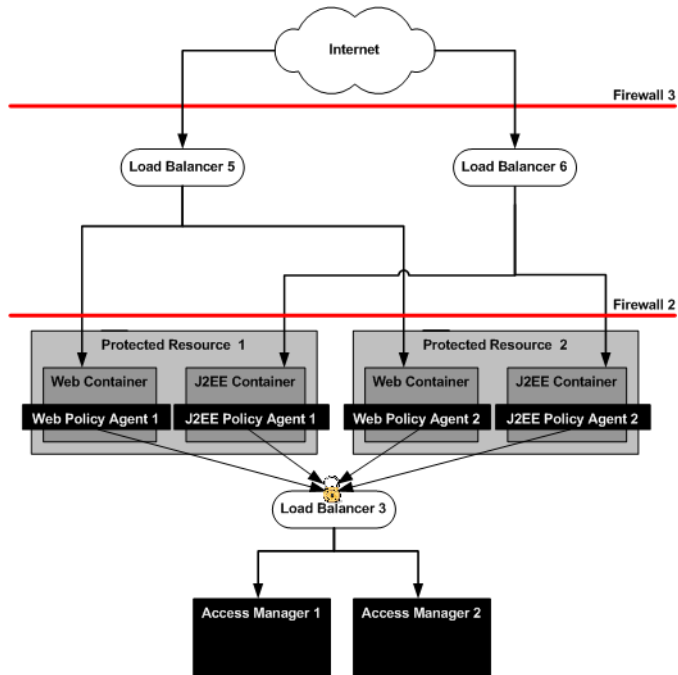 Internet
Firewall 3
Load Balancer 5
Load Balancer 6
Firewall 2
Protected Resource 1
Protected Resource 2
Web Container
J2EE Container
Web Container
J2EE Container
Web Policy Agent 1
J2EE Policy Agent 1
Web Policy Agent 2
J2EE Policy Agent 2
Load Balancer 3
Access Manager 1
Access Manager 2